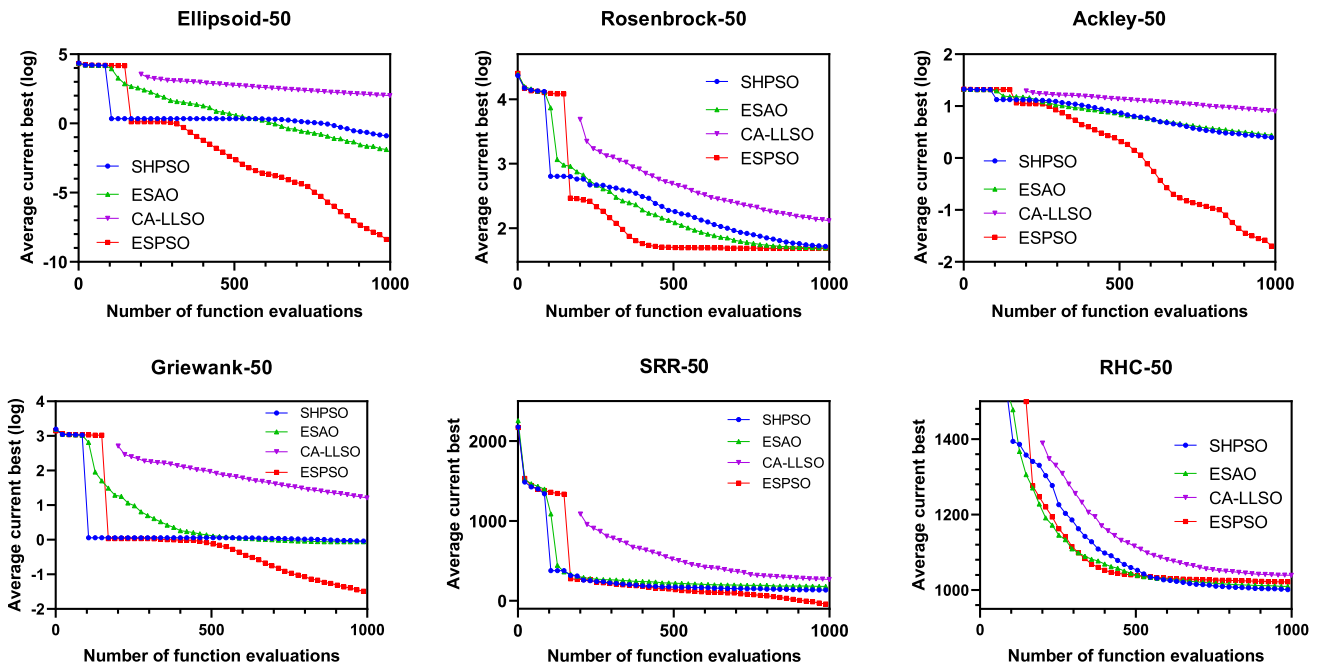 Ellipsoid-50
Average current best (log)
5
0
-5
-10
0
500
1000
SHPSO
ESAO
CA-LLSO
ESPSO
Number of function evaluations
Rosenbrock-50
Average current best (log)
4
3
2
0
500
1000
SHPSO
ESAO
CA-LLSO
ESPSO
Number of function evaluations
Ackley-50
Average current best (log)
2
1
0
-1
-2
0
500
1000
SHPSO
ESAO
CA-LLSO
ESPSO
Number of function evaluations
Griewank-50
Average current best (log)
4
3
2
1
0
-1
-2
0
500
1000
SHPSO
ESAO
CA-LLSO
ESPSO
Number of function evaluations
SRR-50
Average current best
2000
1000
0
0
500
1000
SHPSO
ESAO
CA-LLSO
ESPSO
Number of function evaluations
RHC-50
Average current best
1400
1200
1000
0
500
1000
SHPSO
ESAO
CA-LLSO
ESPSO
Number of function evaluations